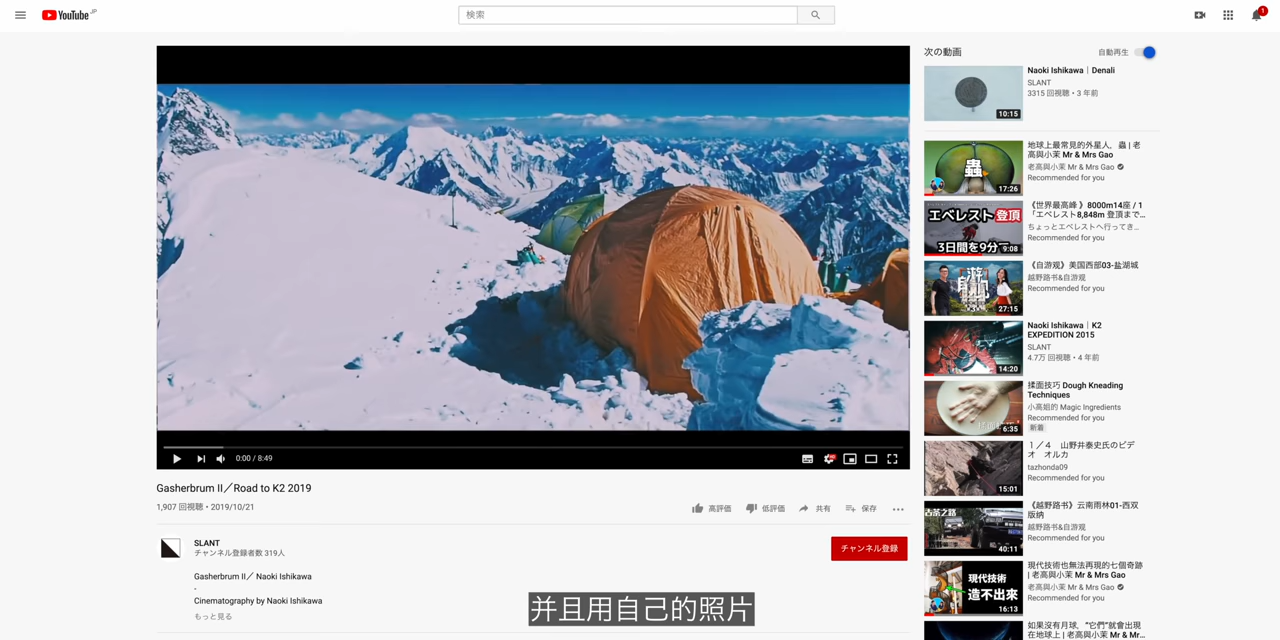 YouTube JP
検索
1
0:00 / 8:49
Gasherbrum II／Road to K2 2019
1,907 回視聴・2019/10/21
高評価
低評価
共有
保存
SLANT
チャンネル登録者数 319人
チャンネル登録
Gasherbrum II／ Naoki Ishikawa
-
Cinematography by Naoki Ishikawa
もっと見る
并且用自己的照片
次の動画
自動再生
10:15
Naoki Ishikawa｜Denali
SLANT
3315 回視聴・3 年前
蟲
17:26
地球上最常見的外星人，蟲 | 老
高與小茉 Mr & Mrs Gao
老高與小茉 Mr & Mrs Gao
Recommended for you
エベレスト登頂
3日間を9分
9:08
《世界最高峰 》8000m14座 / 1
「エベレスト8,848m 登頂まで...
ちょっとエベレストへ行ってき...
Recommended for you
自游观
27:15
《自游观》美国西部03-盐湖城
越野路书&自游观
Recommended for you
14:20
Naoki Ishikawa｜K2
EXPEDITION 2015
SLANT
4.7万 回視聴・4 年前
6:35
揉面技巧 Dough Kneading
Techniques
小高姐的 Magic Ingredients
Recommended for you
新着
15:01
１／４　山野井泰史氏のビデ
オ　オルカ
tazhonda09
Recommended for you
古茶之路
40:11
《越野路书》云南雨林01-西双
版纳
越野路书&自游观
Recommended for you
現代技術
造不出來
16:13
現代技術也無法再現的七個奇跡
| 老高與小茉 Mr & Mrs Gao
老高與小茉 Mr & Mrs Gao
Recommended for you
如果沒有月球，“它們”就會出現
在地球上 | 老高與小茉 Mr & Mr...